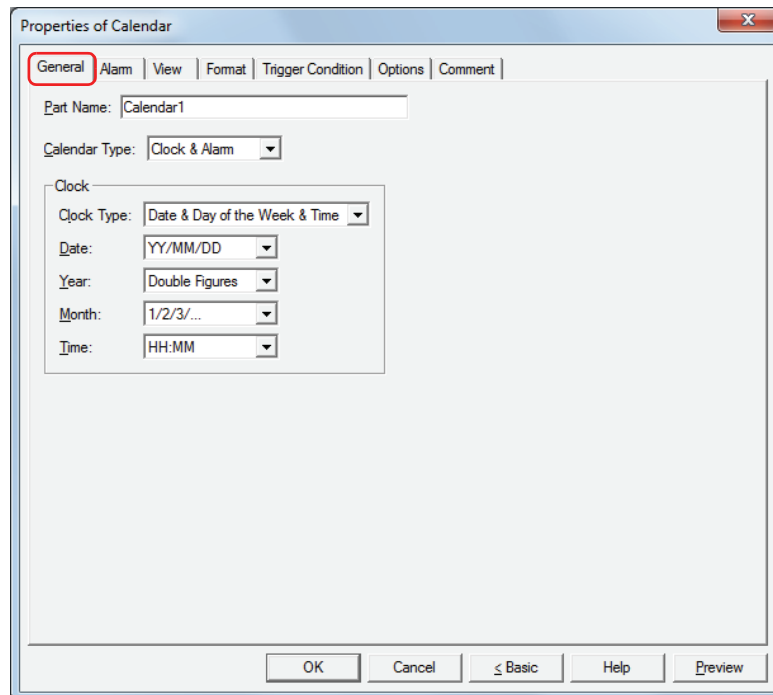 Properties of Calendar
General Alarm View Format Trigger Condition Options Comment
Part Name: Calendar1
Calendar Type: Clock & Alarm
Clock
Clock Type: Date & Day of the Week & Time
Date: YY/MM/DD
Year: Double Figures
Month: 1/2/3/...
Time: HH:MM
OK Cancel < Basic Help Preview